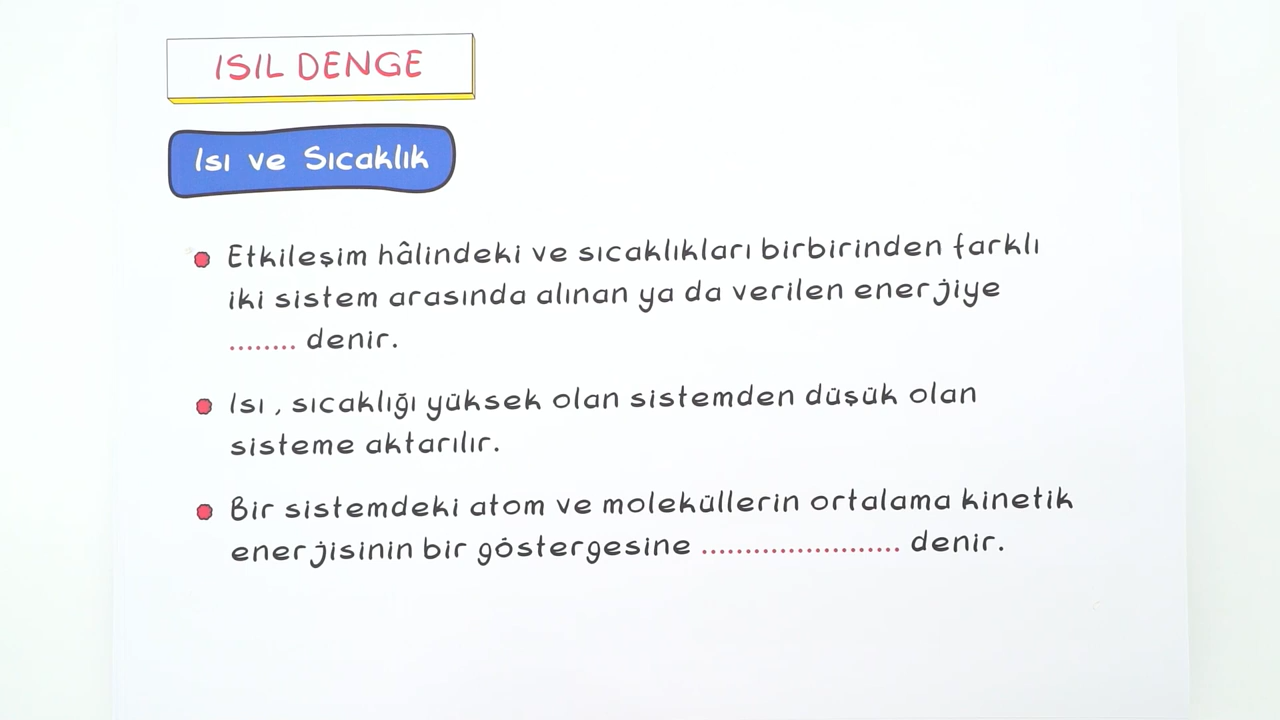 ISIL DENGE
Isı ve Sıcaklık
Etkileşim hâlindeki ve sıcaklıkları birbirinden farklı
iki sistem arasında alınan ya da verilen enerjiye
........ denir.
Isı , sıcaklığı yüksek olan sistemden düşük olan
sisteme aktarılır.
Bir sistemdeki atom ve moleküllerin ortalama kinetik
enerjisinin bir göstergesine ....................... denir.